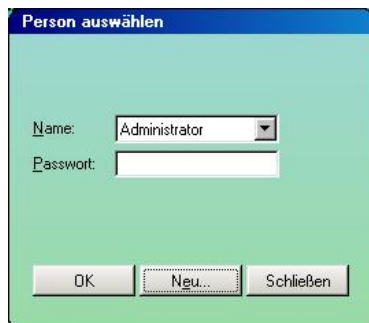 Person auswählen
Name: Administrator
Passwort:
OK Neu... Schließen